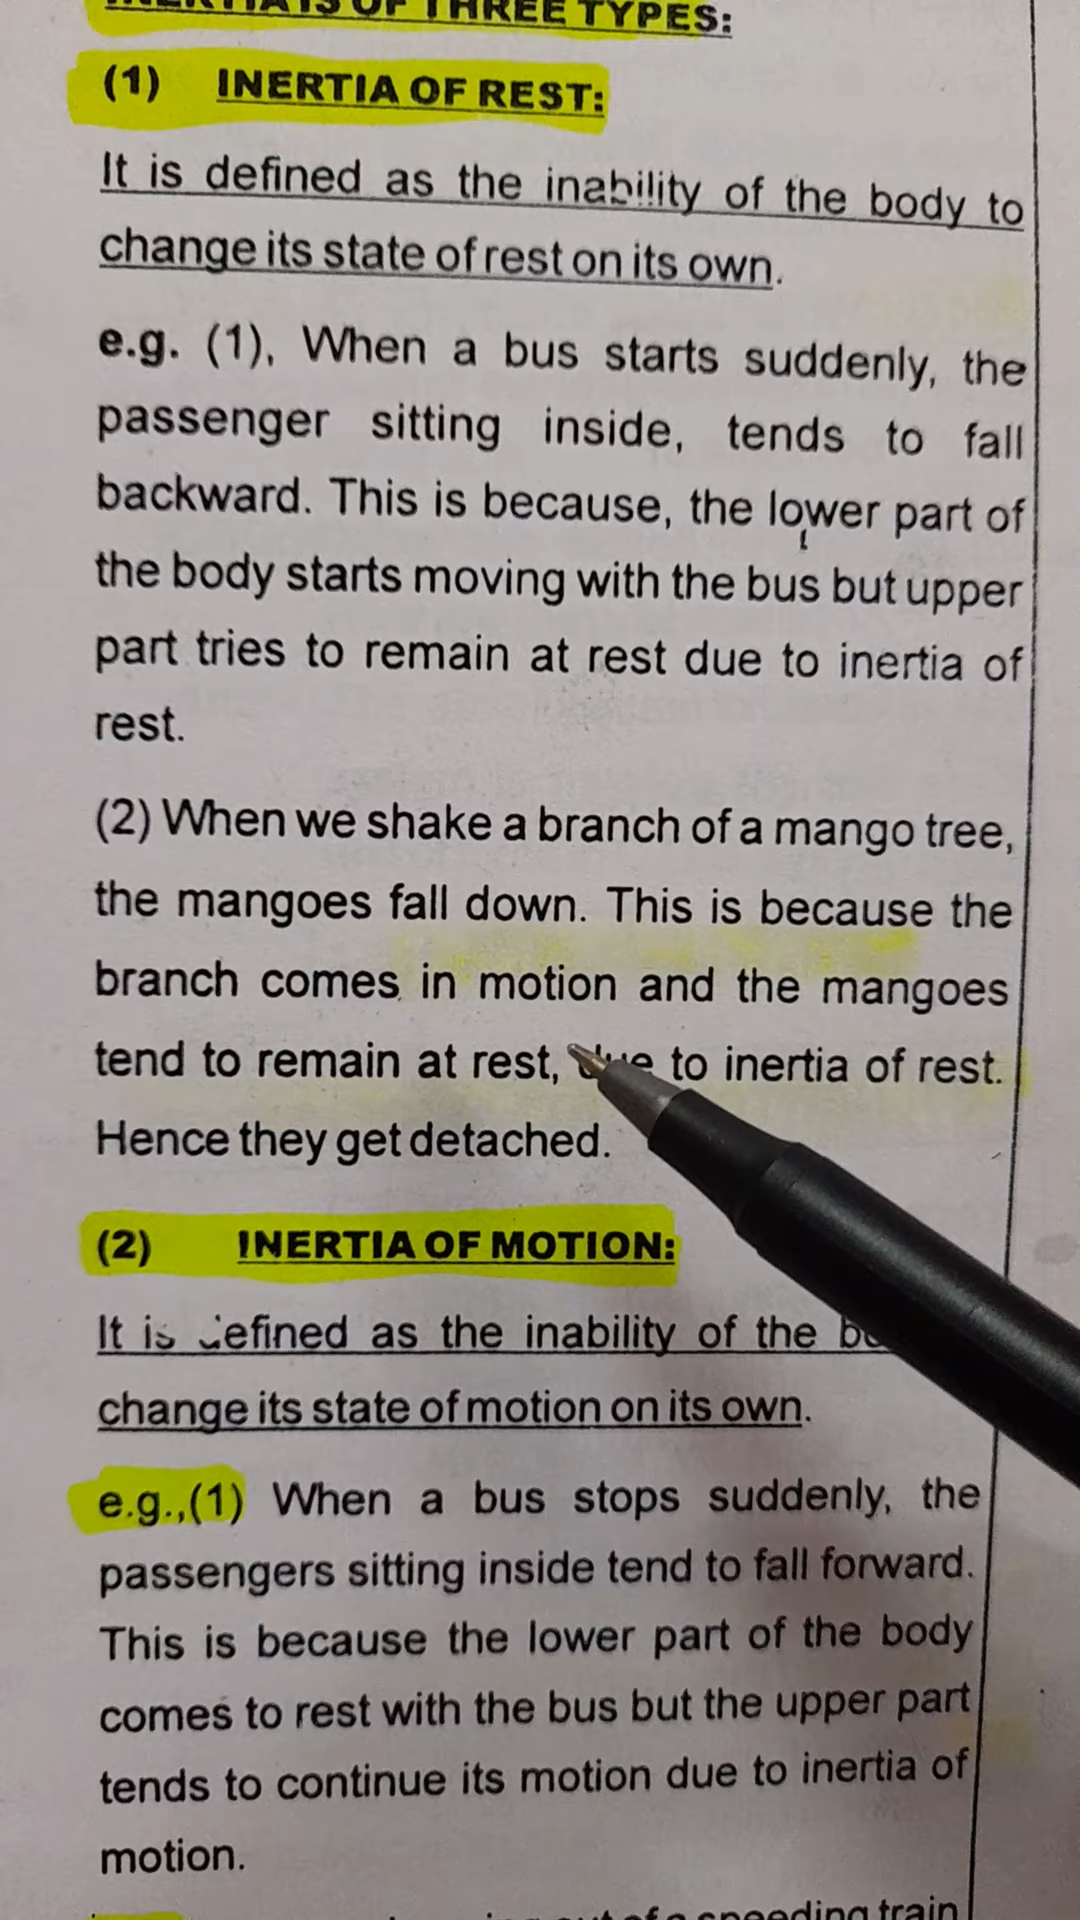 INERTIA IS OF THREE TYPES:
(1) INERTIA OF REST:
It is defined as the inability of the body to
change its state of rest on its own.
e.g. (1), When a bus starts suddenly, the
passenger sitting inside, tends to fall
backward. This is because, the lower part of
the body starts moving with the bus but upper
part tries to remain at rest due to inertia of
rest.
(2) When we shake a branch of a mango tree,
the mangoes fall down. This is because the
branch comes in motion and the mangoes
tend to remain at rest, due to inertia of rest.
Hence they get detached.
(2) INERTIA OF MOTION:
It is defined as the inability of the
change its state of motion on its own.
e.g.,(1) When a bus stops suddenly, the
passengers sitting inside tend to fall forward.
This is because the lower part of the body
comes to rest with the bus but the upper part
tends to continue its motion due to inertia of
motion.
out of a speeding train